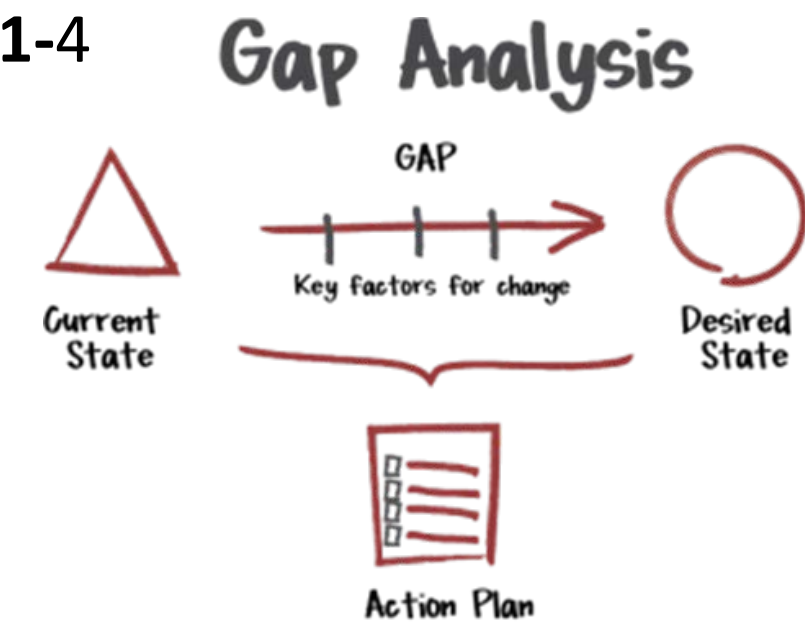 1-4
Gap Analysis
GAP
Key factors for change
Current
State
Desired
State
Action Plan